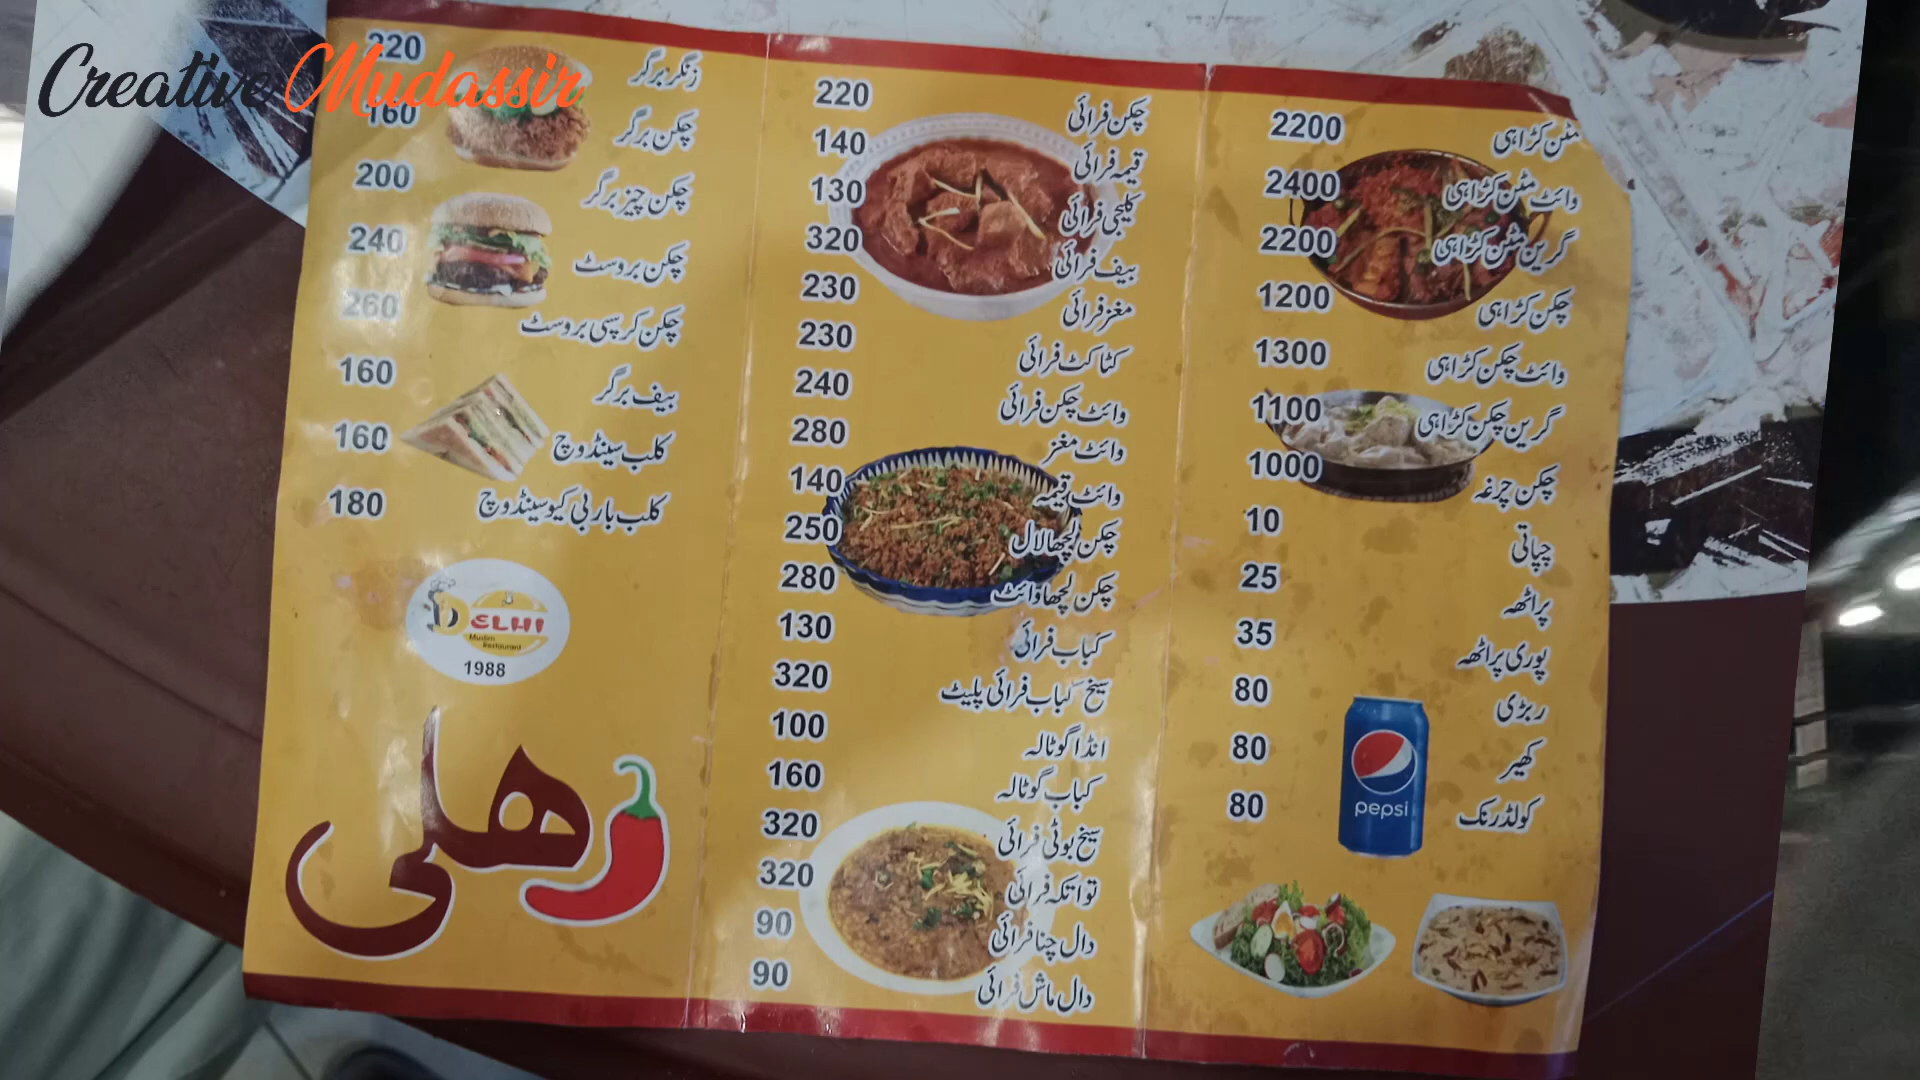 Creative Mudassir
زنگر برگر 220
چکن برگر 160
چکن چیز برگر 200
چکن بروسٹ 240
چکن کرسپی بروسٹ 260
بیف برگر 160
کلب سینڈوچ 160
کلب باربی کیو سینڈوچ 180
DELHI
Muslim
Restaurant
1988
دهلی
چکن فرائی 220
قیمہ فرائی 140
کلیجی فرائی 130
بیف فرائی 320
مغز فرائی 230
کٹاکٹ فرائی 230
وائٹ چکن فرائی 240
وائٹ مغز 280
وائٹ قیمہ 140
چکن لچھا لال 250
چکن لچھا وائٹ 280
کباب فرائی 130
سیخ کباب فرائی پلیٹ 320
انڈا گوٹالہ 100
کباب گوٹالہ 160
سیخ بوٹی فرائی 320
توا تکہ فرائی 320
دال چنا فرائی 90
دال ماش فرائی 90
مٹن کڑاہی 2200
وائٹ مٹن کڑاہی 2400
گرین مٹن کڑاہی 2200
چکن کڑاہی 1200
وائٹ چکن کڑاہی 1300
گرین چکن کڑاہی 1100
چکن چرغہ 1000
چپاتی 10
پراٹھہ 25
پوری پراٹھہ 35
ربڑی 80
کھیر 80
کولڈرنک 80
pepsi